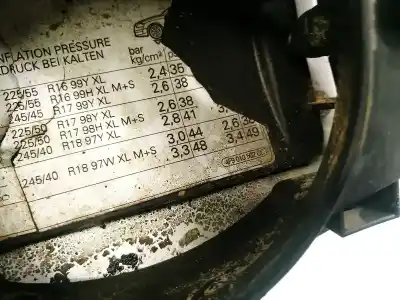 NFLATION PRESSURE
DRUCK BEI KALTEN
bar
kg/cm²
225/55 R16 99Y XL 2,4 35
225/55 R16 99H XL M+S 2,6 38
245/45 R17 99Y XL
225/50 R17 98Y XL 2,6 38
225/50 R17 98H XL M+S 2,8 41
245/40 R18 97Y XL 2,6 38
3,0 44 3,4 49
245/40 R18 97W XL M+S 3,3 48